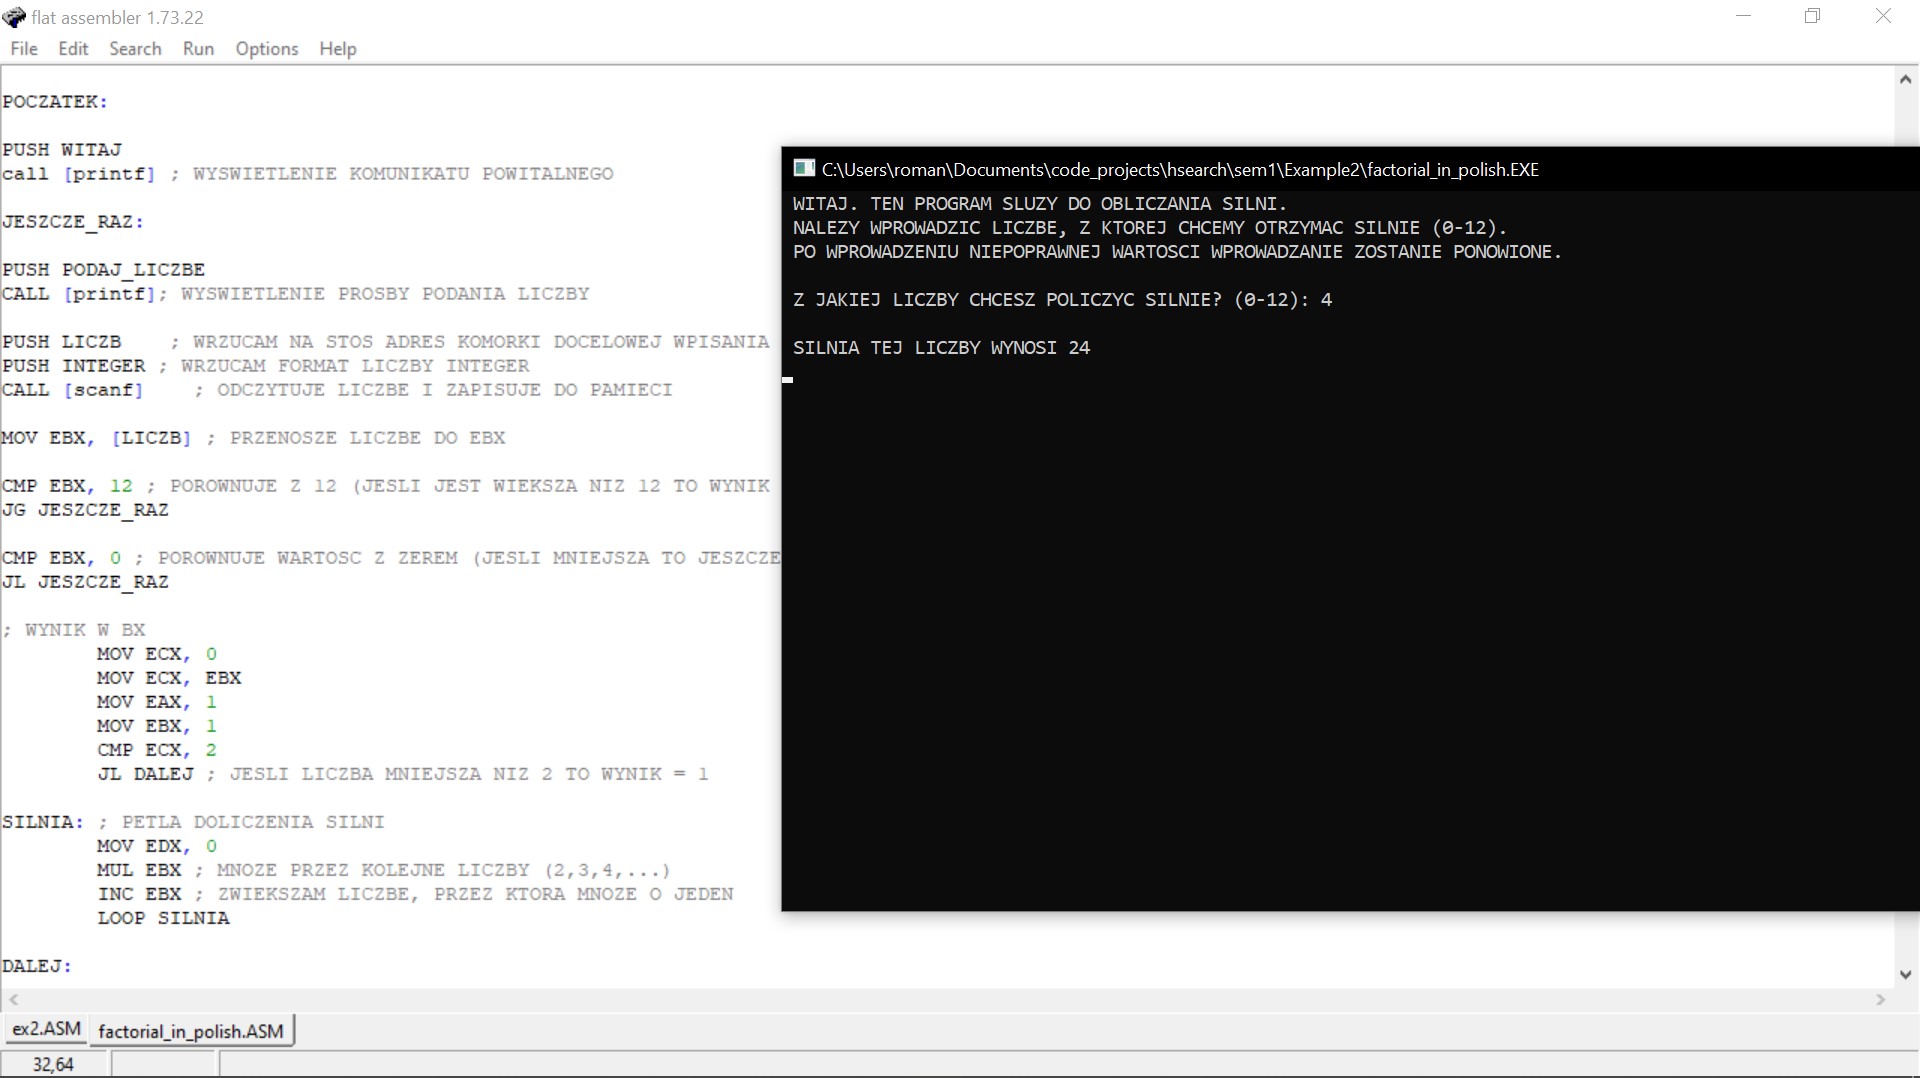 flat assembler 1.73.22
File Edit Search Run Options Help
POCZATEK:
PUSH WITAJ
call [printf] ; WYSWIETLENIE KOMUNIKATU POWITALNEGO
JESZCZE_RAZ:
PUSH PODAJ_LICZBE
CALL [printf]; WYSWIETLENIE PROSBY PODANIA LICZBY
PUSH LICZB ; WRZUCAM NA STOS ADRES KOMORKI DOCELOWEJ WPISANIA
PUSH INTEGER ; WRZUCAM FORMAT LICZBY INTEGER
CALL [scanf] ; ODCZYTUJE LICZBE I ZAPISUJE DO PAMIECI
MOV EBX, [LICZB] ; PRZENOSZE LICZBE DO EBX
CMP EBX, 12 ; POROWNUJE Z 12 (JESLI JEST WIEKSZA NIZ 12 TO WYNIK
JG JESZCZE_RAZ
CMP EBX, 0 ; POROWNUJE WARTOSC Z ZEREM (JESLI MNIEJSZA TO JESZCZE
JL JESZCZE_RAZ
; WYNIK W BX
MOV ECX, 0
MOV ECX, EBX
MOV EAX, 1
MOV EBX, 1
CMP ECX, 2
JL DALEJ ; JESLI LICZBA MNIEJSZA NIZ 2 TO WYNIK = 1
SILNIA: ; PETLA DOLICZENIA SILNI
MOV EDX, 0
MUL EBX ; MNOZE PRZEZ KOLEJNE LICZBY (2,3,4,...)
INC EBX ; ZWIEKSZAM LICZBE, PRZEZ KTORA MNOZE O JEDEN
LOOP SILNIA
DALEJ:
C:\Users\roman\Documents\code_projects\hsearch\sem1\Example2\factorial_in_polish.EXE
WITAJ. TEN PROGRAM SLUZY DO OBLICZANIA SILNI.
NALEZY WPROWADZIC LICZBE, Z KTOREJ CHCEMY OTRZYMAC SILNIE (0-12).
PO WPROWADZENIU NIEPOPRAWNEJ WARTOSCI WPROWADZANIE ZOSTANIE PONOWIONE.
Z JAKIEJ LICZBY CHCESZ POLICZYC SILNIE? (0-12): 4
SILNIA TEJ LICZBY WYNOSI 24
ex2.ASM factorial_in_polish.ASM
32,64